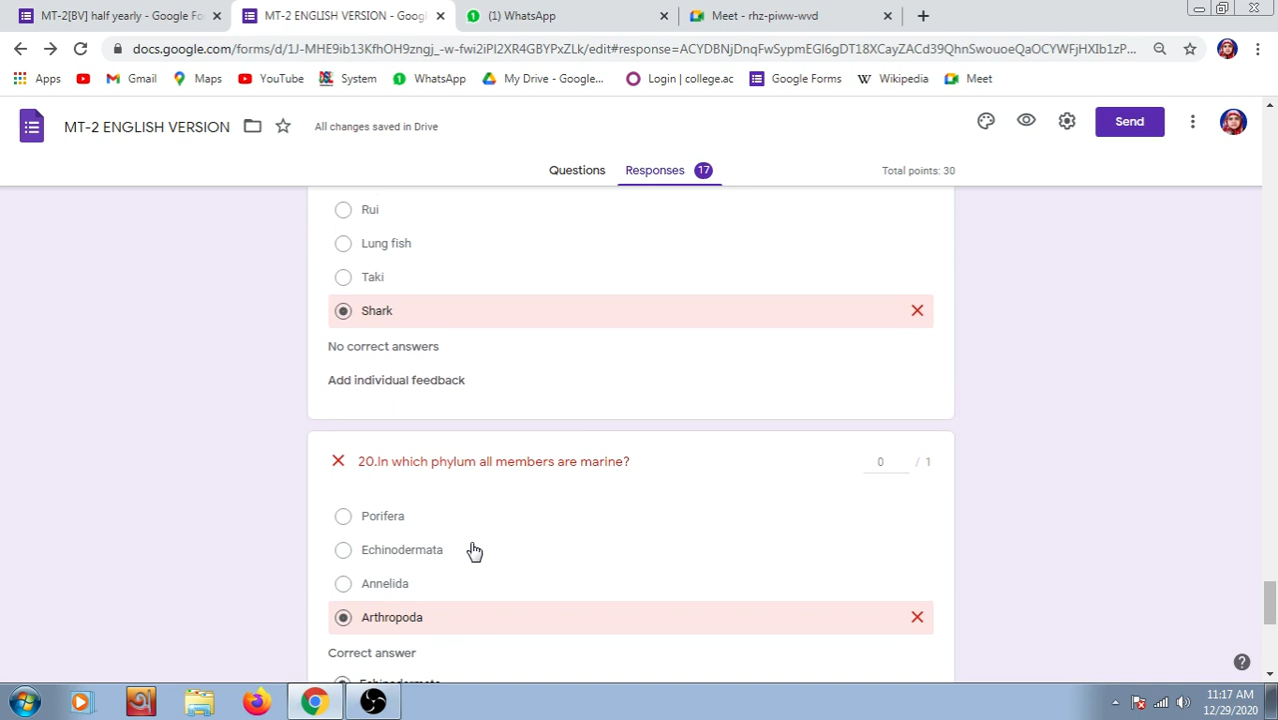 MT-2[BV] half yearly - Google Fo
MT-2 ENGLISH VERSION - Goog
(1) WhatsApp
Meet - rhz-piww-wvd
docs.google.com/forms/d/1J-MHE9ib13KfhOH9zngj_-w-fwi2iPl2XR4GBYPxZLk/edit#response=ACYDBNjDnqFwSypmEGl6gDT18XCayZACd39QhnSwouoeQaOCYWFjHXIb1zP...
Apps
Gmail
Maps
YouTube
System
WhatsApp
My Drive - Google...
Login | college.ac
Google Forms
Wikipedia
Meet
MT-2 ENGLISH VERSION
All changes saved in Drive
Send
Questions
Responses 17
Total points: 30
Rui
Lung fish
Taki
Shark
No correct answers
Add individual feedback
20.In which phylum all members are marine?
0 / 1
Porifera
Echinodermata
Annelida
Arthropoda
Correct answer
Echinodermata
11:17 AM
12/29/2020